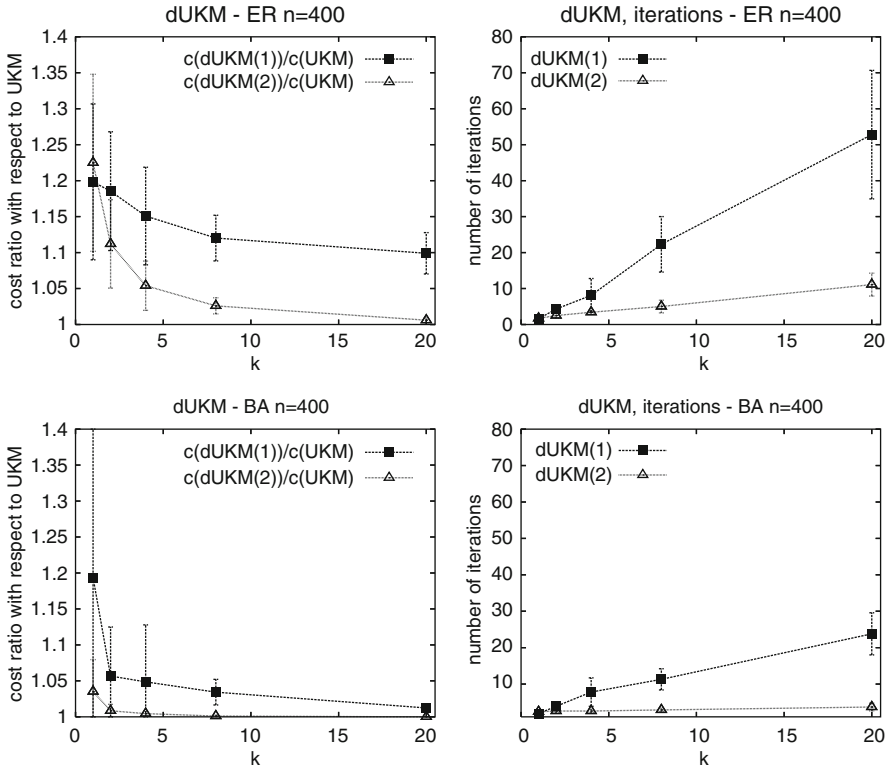 dUKM - ER n=400
cost ratio with respect to UKM
1.4
1.35
1.3
1.25
1.2
1.15
1.1
1.05
1
c(dUKM(1))/c(UKM)
c(dUKM(2))/c(UKM)
0
5
10
15
20
k
dUKM, iterations - ER n=400
number of iterations
80
70
60
50
40
30
20
10
0
dUKM(1)
dUKM(2)
0
5
10
15
20
k
dUKM - BA n=400
cost ratio with respect to UKM
1.4
1.35
1.3
1.25
1.2
1.15
1.1
1.05
1
c(dUKM(1))/c(UKM)
c(dUKM(2))/c(UKM)
0
5
10
15
20
k
dUKM, iterations - BA n=400
number of iterations
80
70
60
50
40
30
20
10
dUKM(1)
dUKM(2)
0
5
10
15
20
k